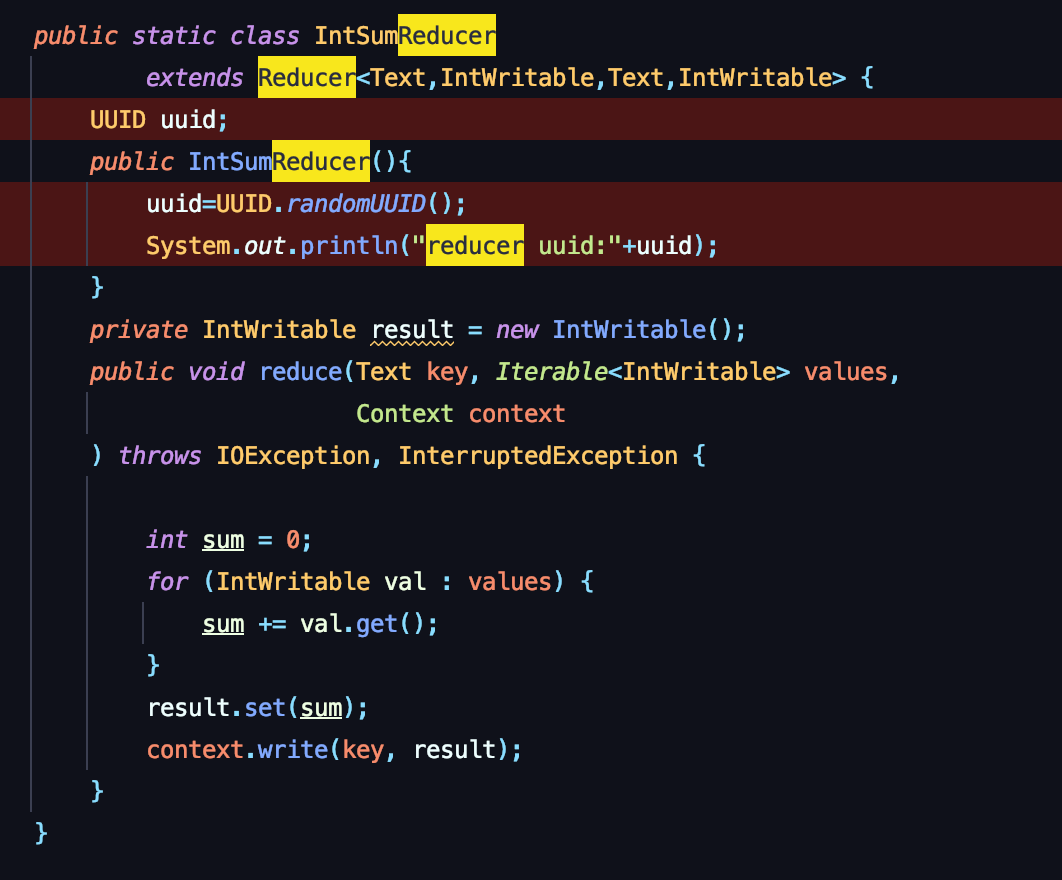 public static class IntSumReducer
        extends Reducer<Text,IntWritable,Text,IntWritable> {
    UUID uuid;
    public IntSumReducer(){
        uuid=UUID.randomUUID();
        System.out.println("reducer uuid:"+uuid);
    }
    private IntWritable result = new IntWritable();
    public void reduce(Text key, Iterable<IntWritable> values,
                       Context context
    ) throws IOException, InterruptedException {

        int sum = 0;
        for (IntWritable val : values) {
            sum += val.get();
        }
        result.set(sum);
        context.write(key, result);
    }
}